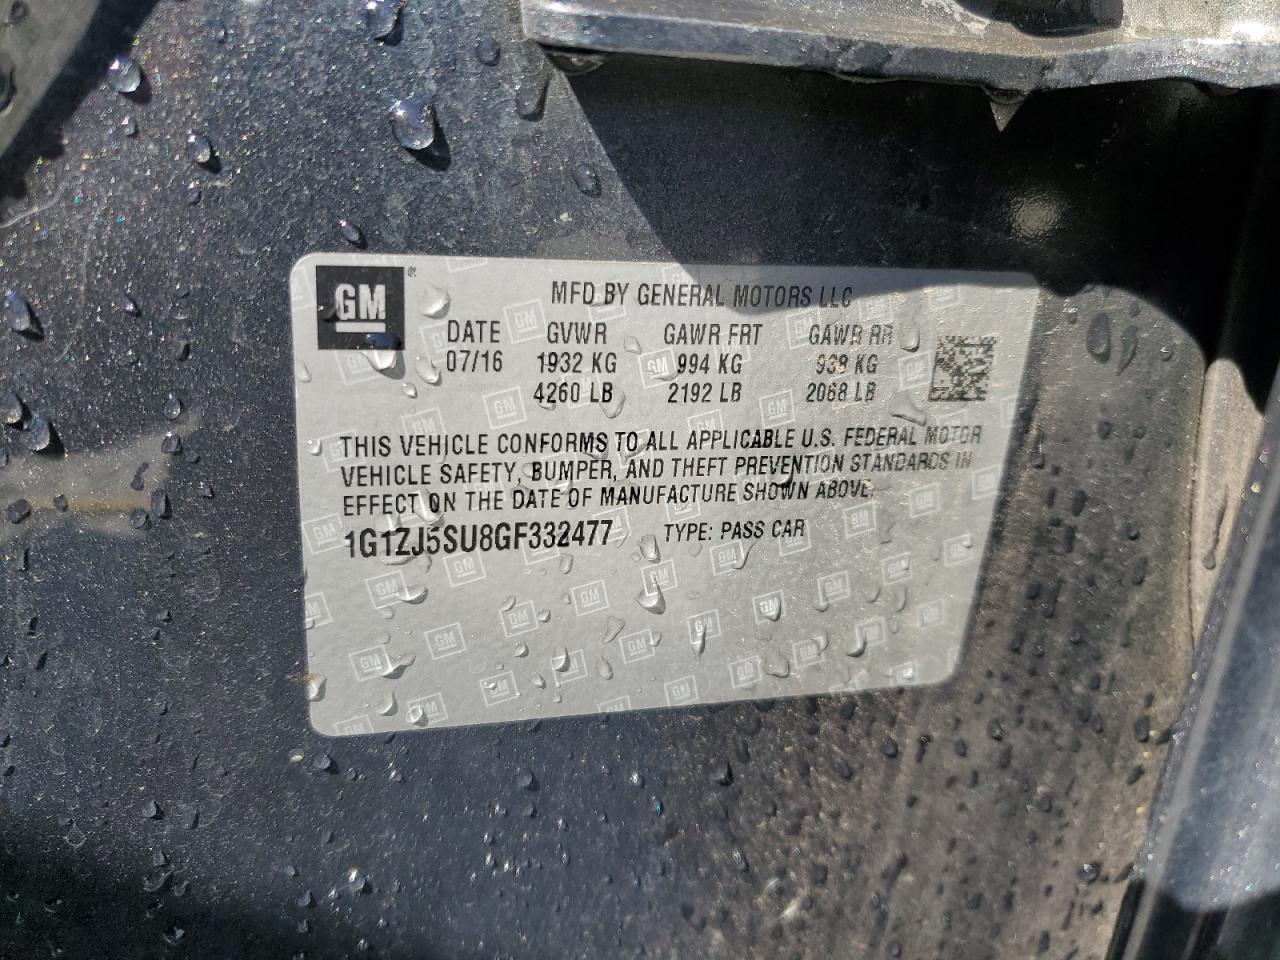 GM®
MFD BY GENERAL MOTORS LLC
DATE GVWR GAWR FRT GAWR RR
07/16 1932 KG 994 KG 938 KG
4260 LB 2192 LB 2068 LB
THIS VEHICLE CONFORMS TO ALL APPLICABLE U.S. FEDERAL MOTOR
VEHICLE SAFETY, BUMPER, AND THEFT PREVENTION STANDARDS IN
EFFECT ON THE DATE OF MANUFACTURE SHOWN ABOVE.
1G1ZJ5SU8GF332477 TYPE: PASS CAR